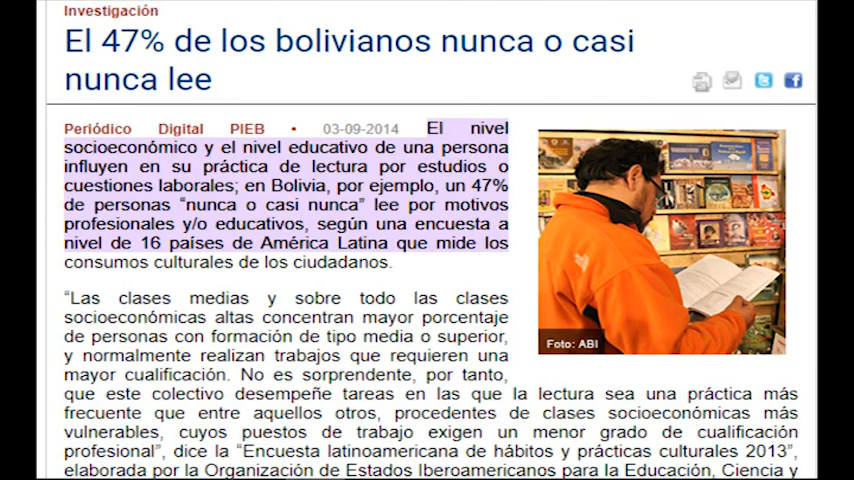 Investigación
El 47% de los bolivianos nunca o casi
nunca lee
Periódico Digital PIEB • 03-09-2014 El nivel
socioeconómico y el nivel educativo de una persona
influyen en su práctica de lectura por estudios o
cuestiones laborales; en Bolivia, por ejemplo, un 47%
de personas “nunca o casi nunca” lee por motivos
profesionales y/o educativos, según una encuesta a
nivel de 16 países de América Latina que mide los
consumos culturales de los ciudadanos.
Foto: ABI
“Las clases medias y sobre todo las clases
socioeconómicas altas concentran mayor porcentaje
de personas con formación de tipo media o superior,
y normalmente realizan trabajos que requieren una
mayor cualificación. No es sorprendente, por tanto,
que este colectivo desempeñe tareas en las que la lectura sea una práctica más
frecuente que entre aquellos otros, procedentes de clases socioeconómicas más
vulnerables, cuyos puestos de trabajo exigen un menor grado de cualificación
profesional”, dice la “Encuesta latinoamericana de hábitos y prácticas culturales 2013”,
elaborada por la Organización de Estados Iberoamericanos para la Educación, Ciencia y